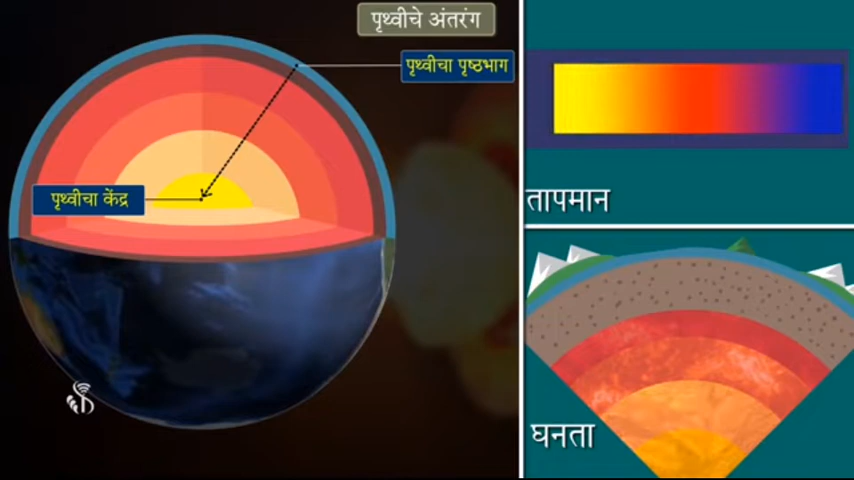 पृथ्वीचे अंतरंग
पृथ्वीचा पृष्ठभाग
पृथ्वीचा केंद्र
तापमान
घनता